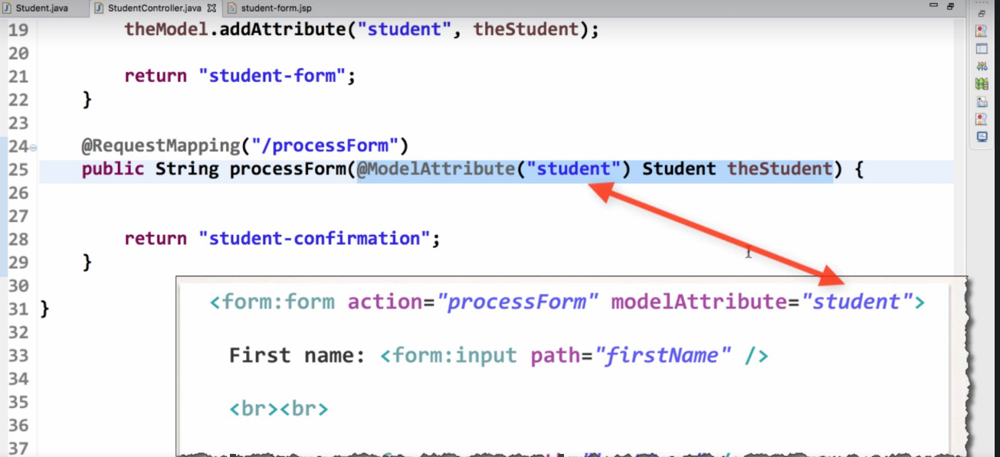 Student.java StudentController.java student-form.jsp
19 theModel.addAttribute("student", theStudent);
20
21 return "student-form";
22 }
23
24 @RequestMapping("/processForm")
25 public String processForm(@ModelAttribute("student") Student theStudent) {
26
27
28 return "student-confirmation";
29 }
30
31 }
32
33
34
35
36
37
<form:form action="processForm" modelAttribute="student">
First name: <form:input path="firstName" />
<br><br>